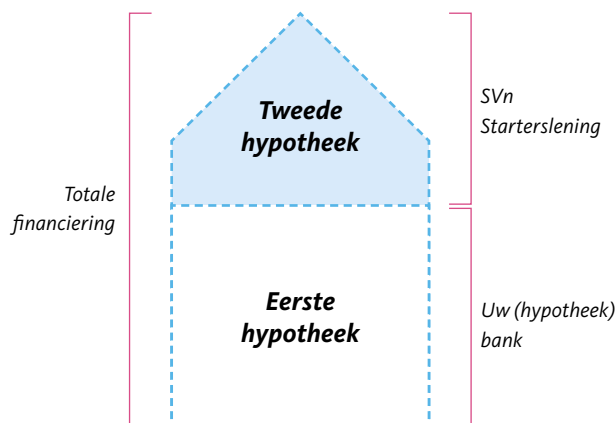 Tweede
hypotheek
SVn
Starterslening
Totale
financiering
Eerste
hypotheek
Uw (hypotheek)
bank